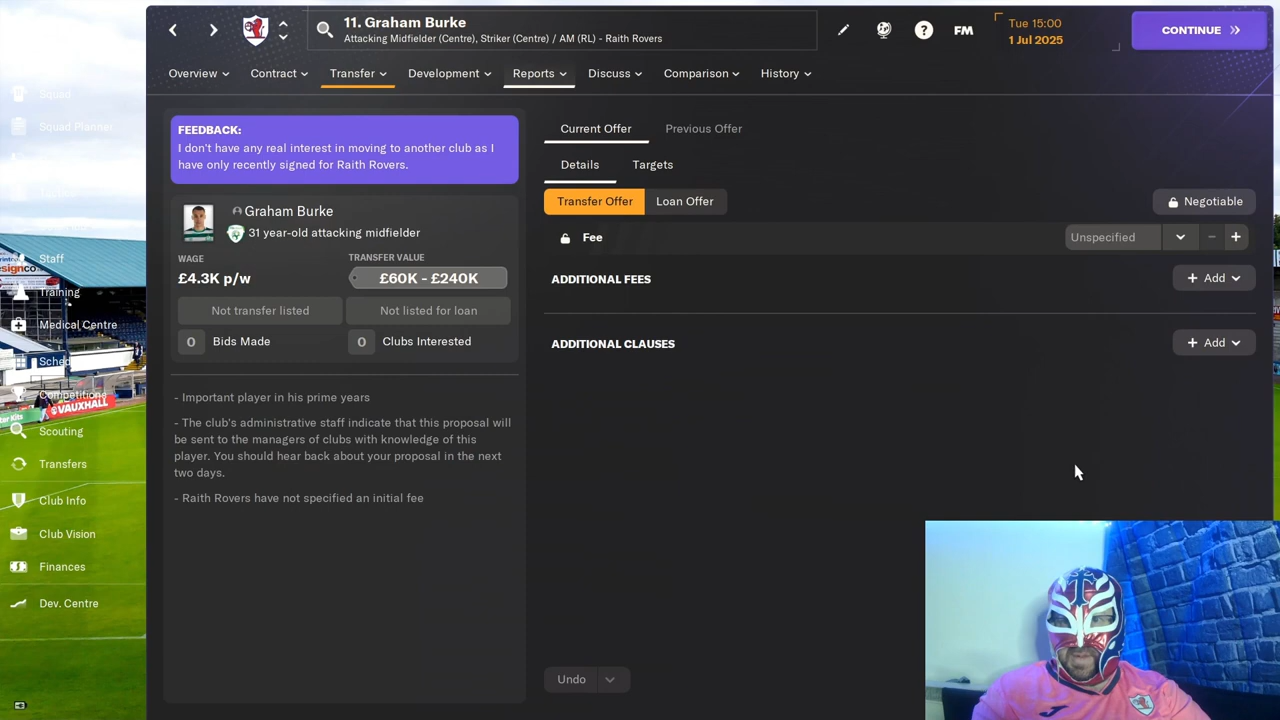 11. Graham Burke
Attacking Midfielder (Centre), Striker (Centre) / AM (RL) - Raith Rovers
FM
Tue 15:00
1 Jul 2025
CONTINUE
Overview
Contract
Transfer
Development
Reports
Discuss
Comparison
History
Squad
Squad Planner
Staff
Training
Medical Centre
Sched
Competitions
Scouting
Transfers
Club Info
Club Vision
Finances
Dev. Centre
VAUXHALL
FEEDBACK:
I don't have any real interest in moving to another club as I
have only recently signed for Raith Rovers.
Graham Burke
31 year-old attacking midfielder
WAGE
TRANSFER VALUE
£4.3K p/w
£60K - £240K
Not transfer listed
Not listed for loan
0 Bids Made
0 Clubs Interested
- Important player in his prime years
- The club's administrative staff indicate that this proposal will
be sent to the managers of clubs with knowledge of this
player. You should hear back about your proposal in the next
two days.
- Raith Rovers have not specified an initial fee
Current Offer
Previous Offer
Details
Targets
Transfer Offer
Loan Offer
Negotiable
Fee
Unspecified
ADDITIONAL FEES
+ Add
ADDITIONAL CLAUSES
+ Add
Undo